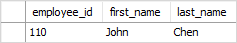 employee_id first_name last_name
110 John Chen